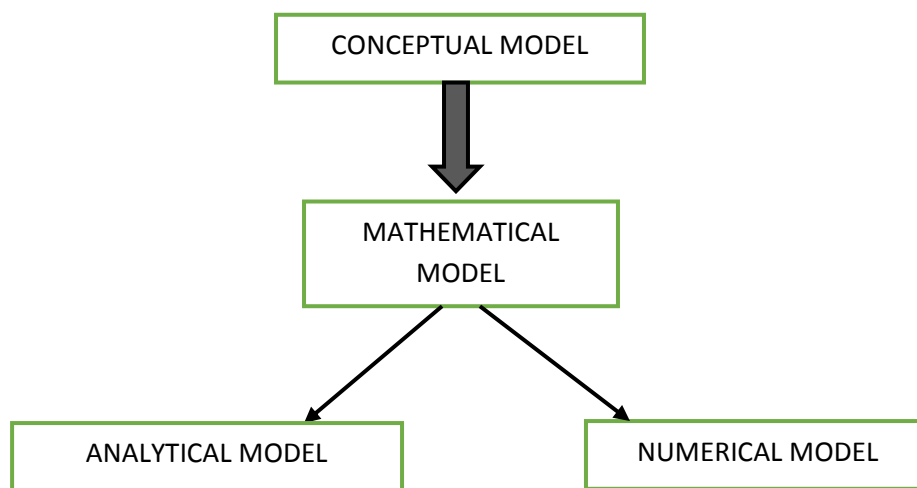 CONCEPTUAL MODEL
MATHEMATICAL
MODEL
ANALYTICAL MODEL
NUMERICAL MODEL